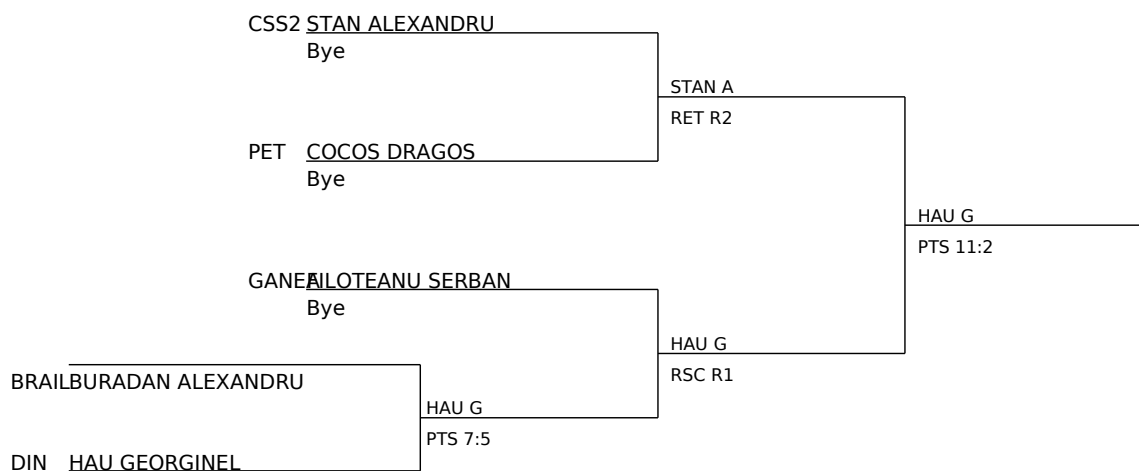 CSS2 STAN ALEXANDRU
Bye
STAN A
RET R2
PET COCOS DRAGOS
Bye
HAU G
PTS 11:2
GANEA FILOTEANU SERBAN
Bye
HAU G
RSC R1
BRAIL BURADAN ALEXANDRU
HAU G
PTS 7:5
DIN HAU GEORGINEL